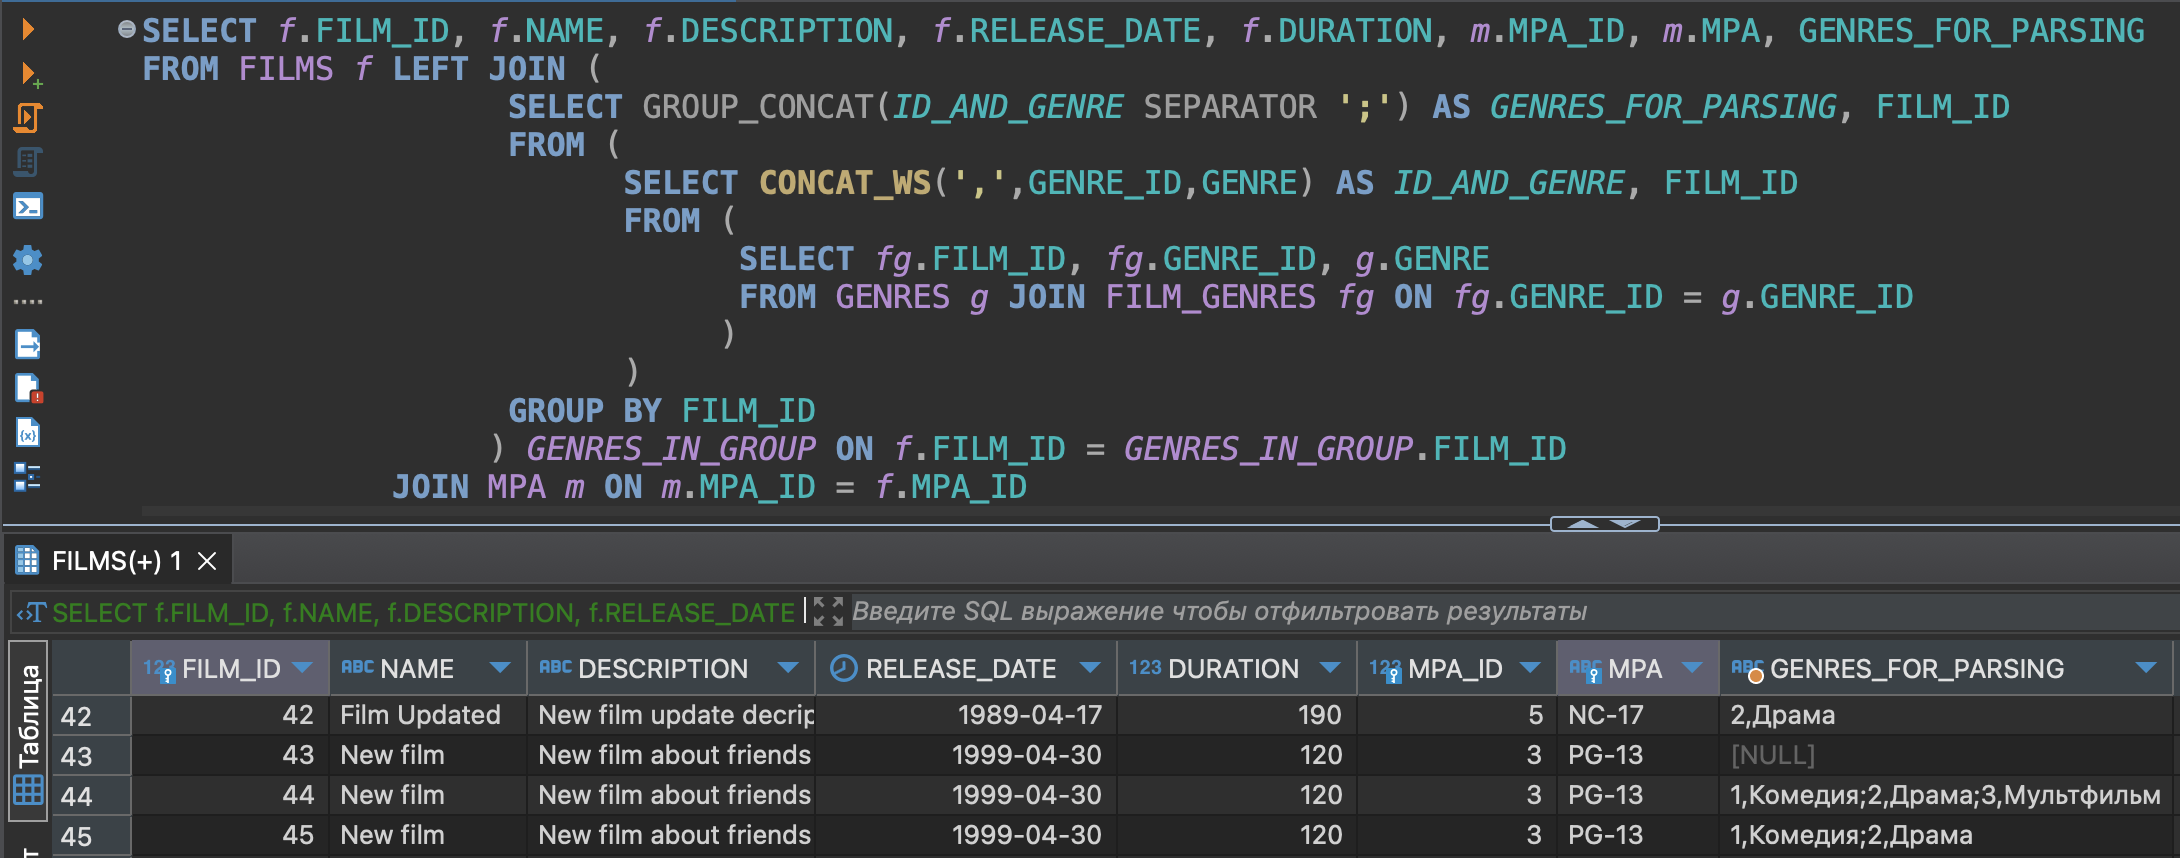 SELECT f.FILM_ID, f.NAME, f.DESCRIPTION, f.RELEASE_DATE, f.DURATION, m.MPA_ID, m.MPA, GENRES_FOR_PARSING
FROM FILMS f LEFT JOIN (
SELECT GROUP_CONCAT(ID_AND_GENRE SEPARATOR ';') AS GENRES_FOR_PARSING, FILM_ID
FROM (
SELECT CONCAT_WS(',',GENRE_ID,GENRE) AS ID_AND_GENRE, FILM_ID
FROM (
SELECT fg.FILM_ID, fg.GENRE_ID, g.GENRE
FROM GENRES g JOIN FILM_GENRES fg ON fg.GENRE_ID = g.GENRE_ID
)
)
GROUP BY FILM_ID
) GENRES_IN_GROUP ON f.FILM_ID = GENRES_IN_GROUP.FILM_ID
JOIN MPA m ON m.MPA_ID = f.MPA_ID
FILMS(+) 1
SELECT f.FILM_ID, f.NAME, f.DESCRIPTION, f.RELEASE_DATE Введите SQL выражение чтобы отфильтровать результаты
Таблица
123 FILM_ID ABC NAME ABC DESCRIPTION RELEASE_DATE 123 DURATION 123 MPA_ID ABC MPA ABC GENRES_FOR_PARSING
42 42 Film Updated New film update decrip 1989-04-17 190 5 NC-17 2,Драма
43 43 New film New film about friends 1999-04-30 120 3 PG-13 [NULL]
44 44 New film New film about friends 1999-04-30 120 3 PG-13 1,Комедия;2,Драма;3,Мультфильм
45 45 New film New film about friends 1999-04-30 120 3 PG-13 1,Комедия;2,Драма